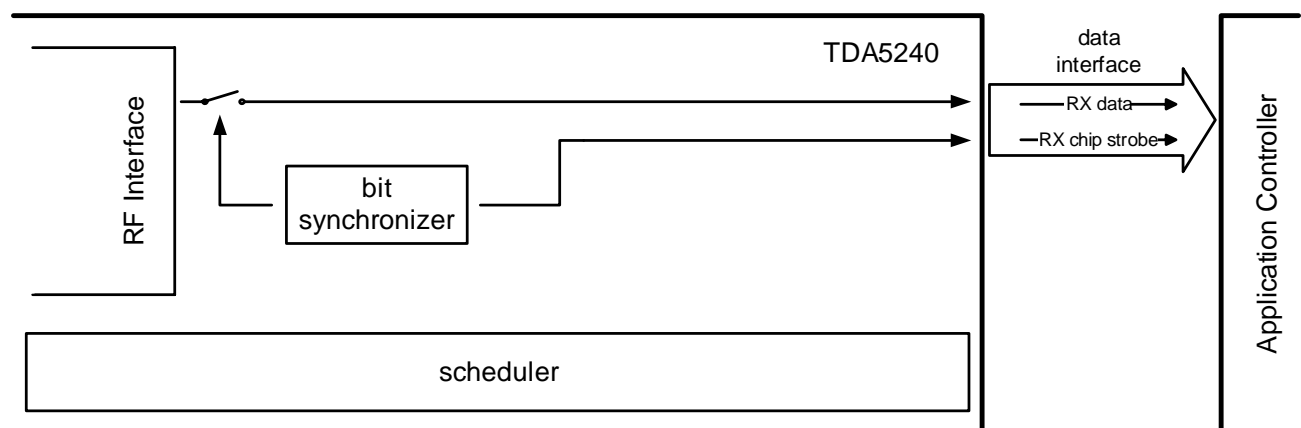 TDA5240
data
interface
RX data
RX chip strobe
RF Interface
bit
synchronizer
scheduler
Application Controller